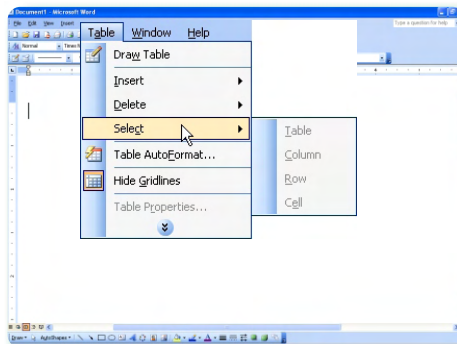 Document1 - Microsoft Word
File Edit View Insert
Type a question for help
Normal
Times
Table Window Help
Draw Table
Insert
Delete
Select
Table AutoFormat...
Hide Gridlines
Table Properties...
Table
Column
Row
Cell
Draw
AutoShapes